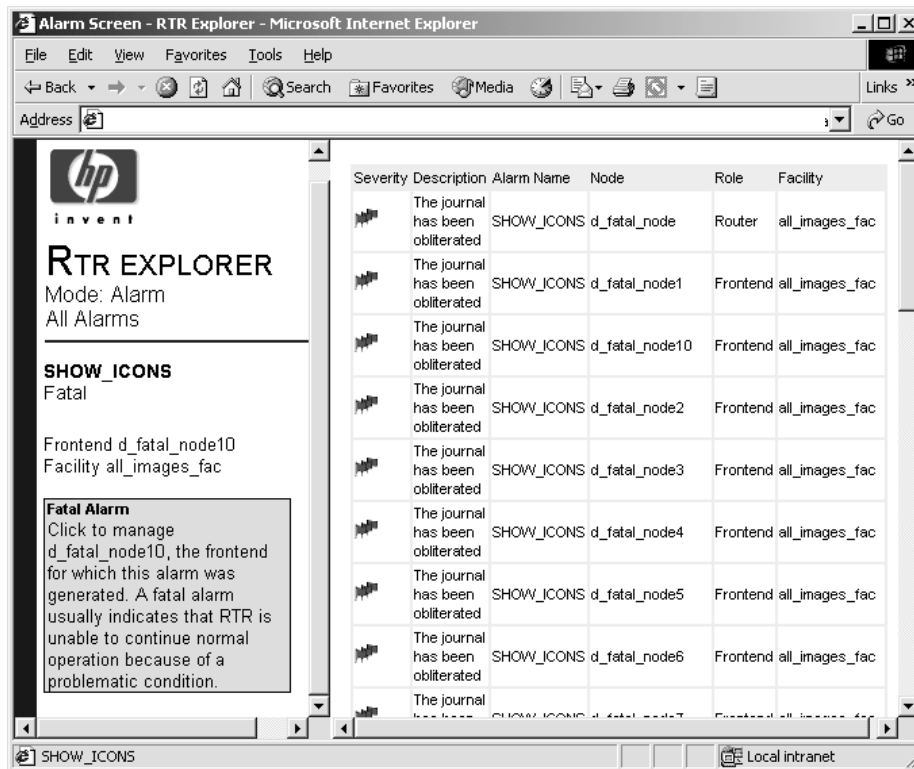 Alarm Screen - RTR Explorer - Microsoft Internet Explorer
File Edit View Favorites Tools Help
Back Search Favorites Media Links »
Address Go
hp
invent
RTR EXPLORER
Mode: Alarm
All Alarms
SHOW_ICONS
Fatal
Frontend d_fatal_node10
Facility all_images_fac
Fatal Alarm
Click to manage
d_fatal_node10, the frontend
for which this alarm was
generated. A fatal alarm
usually indicates that RTR is
unable to continue normal
operation because of a
problematic condition.
Severity Description Alarm Name Node Role Facility
The journal
has been SHOW_ICONS d_fatal_node Router all_images_fac
obliterated
The journal
has been SHOW_ICONS d_fatal_node1 Frontend all_images_fac
obliterated
The journal
has been SHOW_ICONS d_fatal_node10 Frontend all_images_fac
obliterated
The journal
has been SHOW_ICONS d_fatal_node2 Frontend all_images_fac
obliterated
The journal
has been SHOW_ICONS d_fatal_node3 Frontend all_images_fac
obliterated
The journal
has been SHOW_ICONS d_fatal_node4 Frontend all_images_fac
obliterated
The journal
has been SHOW_ICONS d_fatal_node5 Frontend all_images_fac
obliterated
The journal
has been SHOW_ICONS d_fatal_node6 Frontend all_images_fac
obliterated
The journal
SHOW_ICONS Local intranet